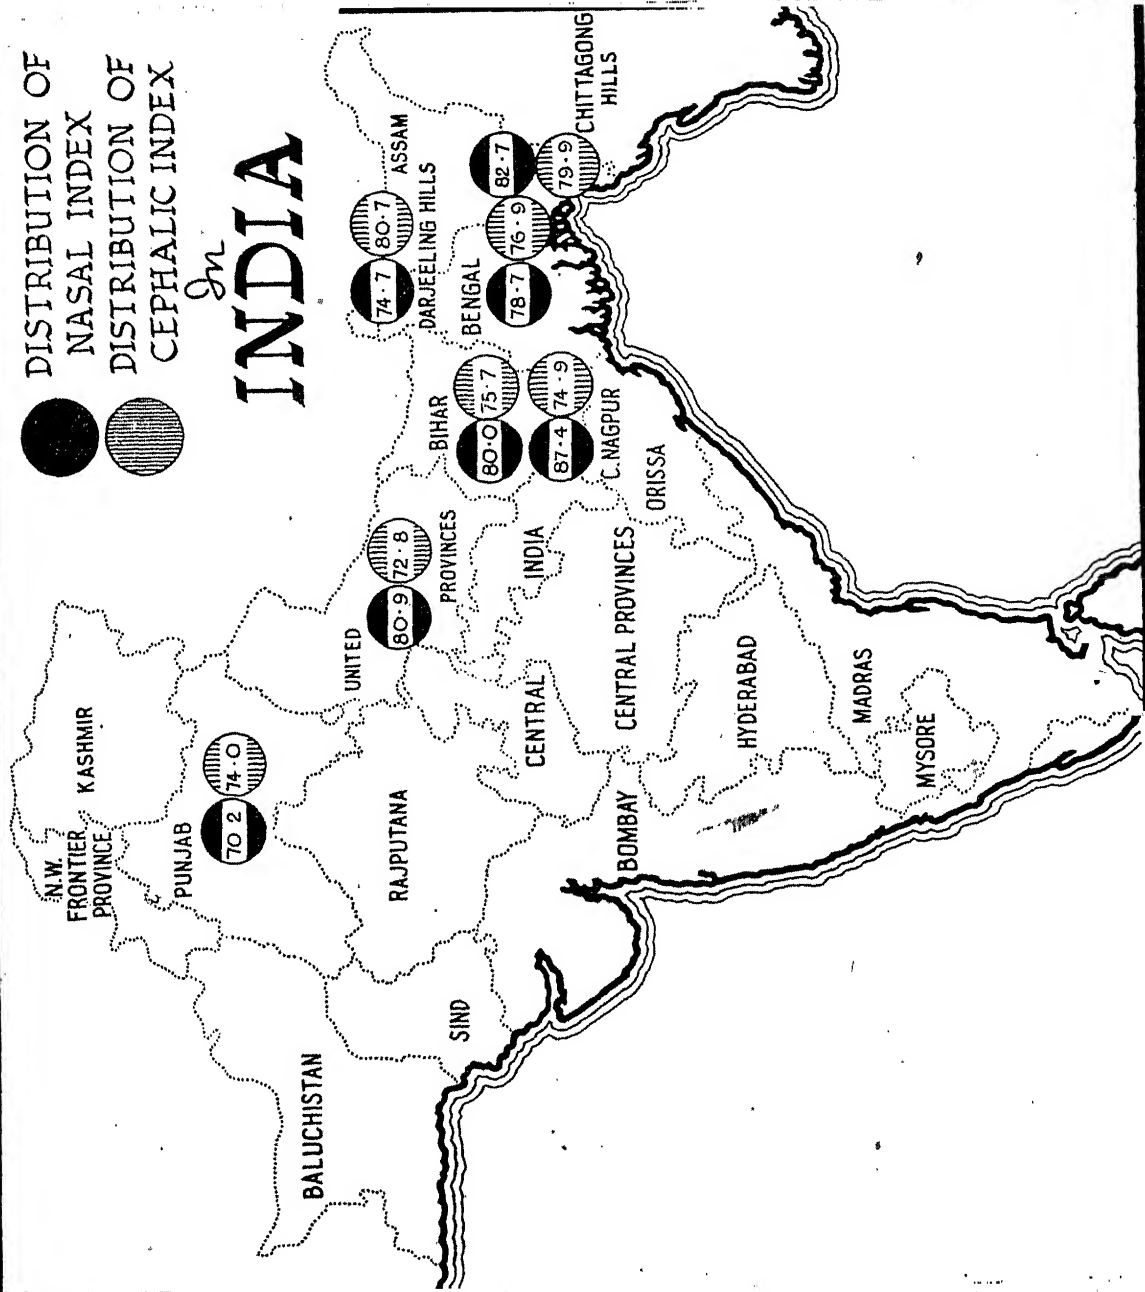 DISTRIBUTION OF
NASAL INDEX
DISTRIBUTION OF
CEPHALIC INDEX
In
INDIA
N.W.
FRONTIER
PROVINCE
KASHMIR
PUNJAB
70 2
74·0
BALUCHISTAN
SIND
RAJPUTANA
UNITED
PROVINCES
80·9
72·8
DARJEELING HILLS
74·7
80·7
ASSAM
BIHAR
80·0
75·7
BENGAL
78·7
76·9
82·7
79·9
CHITTAGONG
HILLS
87·4
74·9
C.NAGPUR
ORISSA
CENTRAL
INDIA
CENTRAL PROVINCES
BOMBAY
HYDERABAD
MADRAS
MYSORE